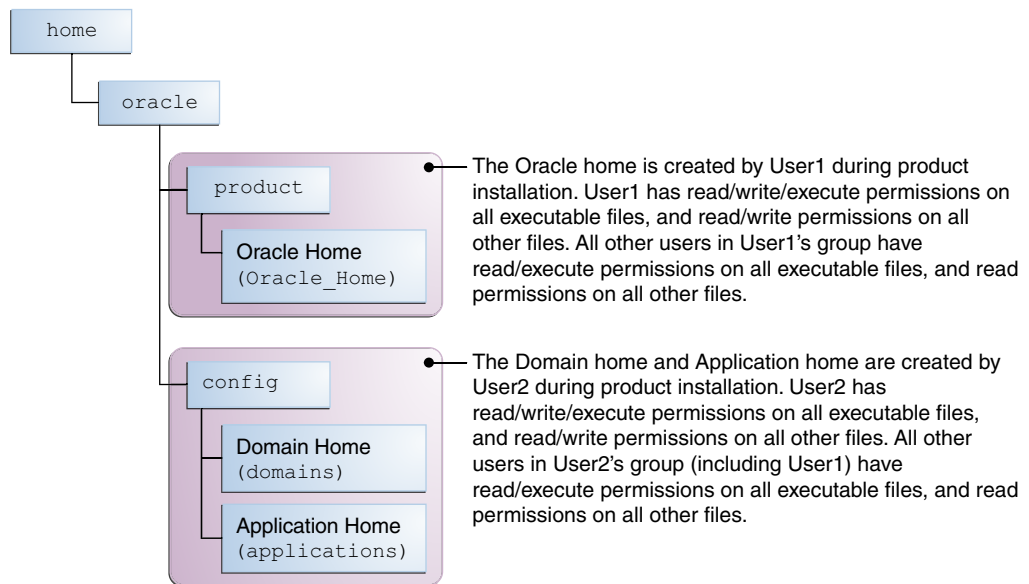 home
oracle
product
Oracle Home
(Oracle_Home)
The Oracle home is created by User1 during product
installation. User1 has read/write/execute permissions on
all executable files, and read/write permissions on all
other files. All other users in User1's group have
read/execute permissions on all executable files, and read
permissions on all other files.
config
Domain Home
(domains)
Application Home
(applications)
The Domain home and Application home are created by
User2 during product installation. User2 has
read/write/execute permissions on all executable files,
and read/write permissions on all other files. All other
users in User2's group (including User1) have
read/execute permissions on all executable files, and read
permissions on all other files.